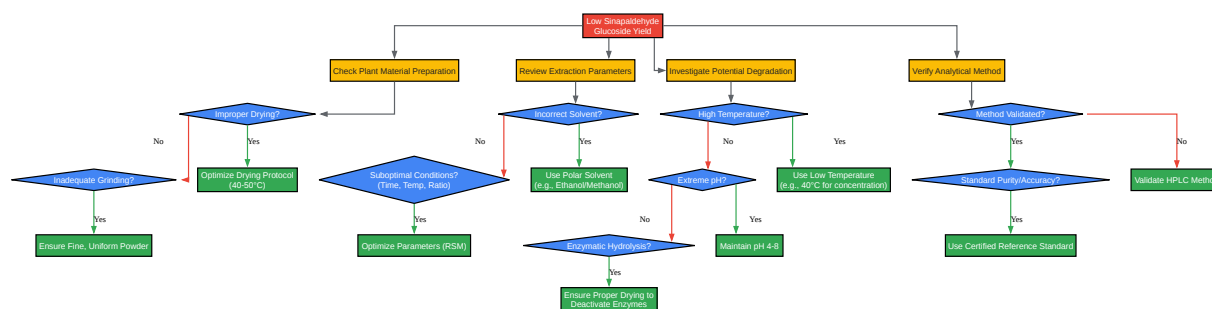 Low Sinapaldehyde
Glucoside Yield
Check Plant Material Preparation
Review Extraction Parameters
Investigate Potential Degradation
Verify Analytical Method
Improper Drying?
Incorrect Solvent?
High Temperature?
Method Validated?
No
Yes
No
Yes
No
Yes
Yes
No
Inadequate Grinding?
Optimize Drying Protocol
(40-50°C)
Suboptimal Conditions?
(Time, Temp, Ratio)
Use Polar Solvent
(e.g., Ethanol/Methanol)
Extreme pH?
Use Low Temperature
(e.g., 40°C for concentration)
Standard Purity/Accuracy?
Validate HPLC Method
Yes
Yes
No
Yes
Yes
Ensure Fine, Uniform Powder
Optimize Parameters (RSM)
Enzymatic Hydrolysis?
Maintain pH 4-8
Use Certified Reference Standard
Yes
Ensure Proper Drying to
Deactivate Enzymes